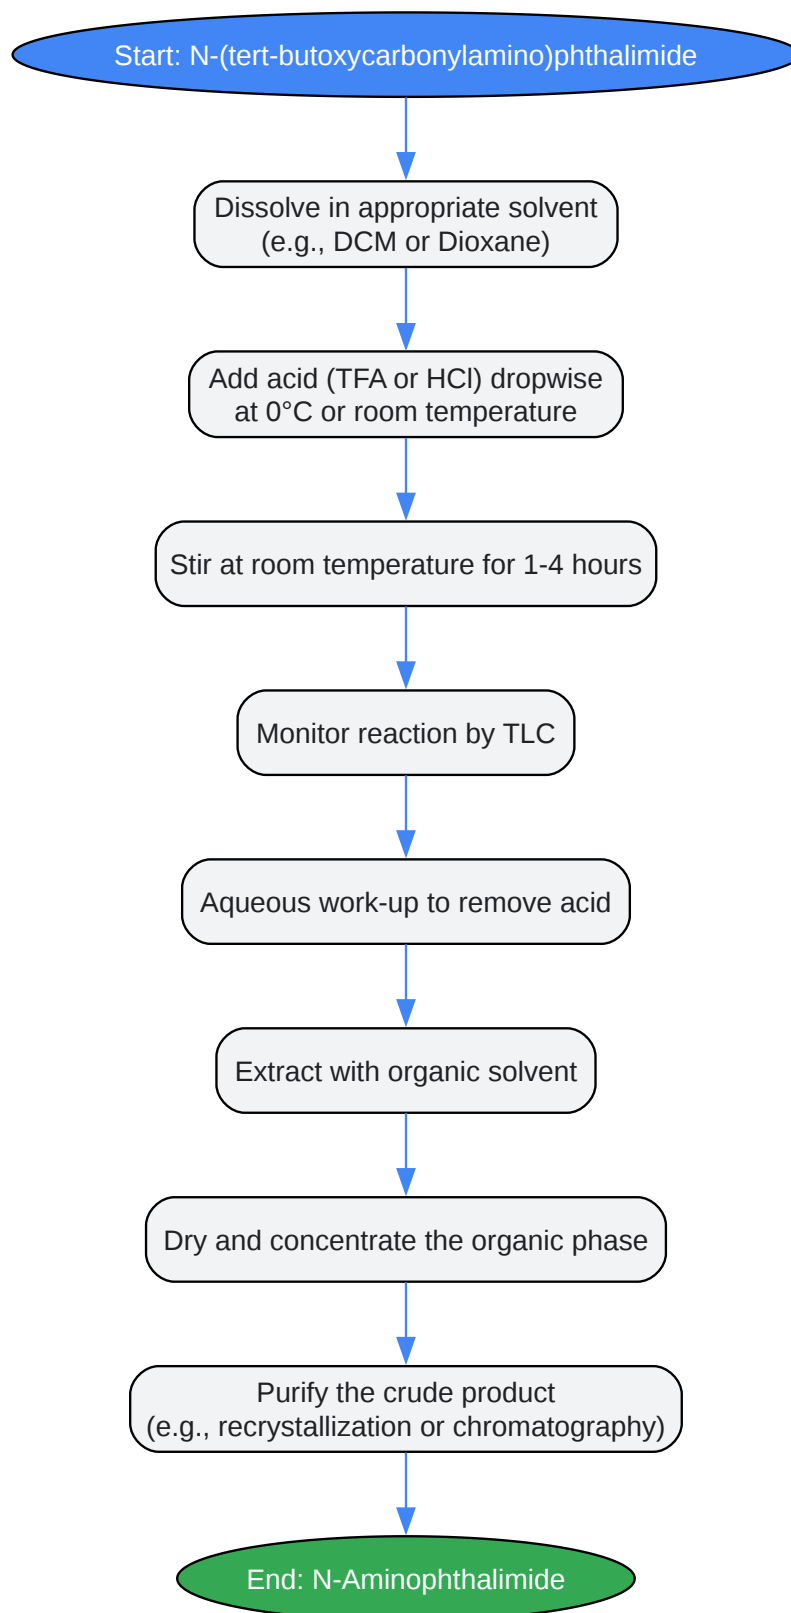 Start: N-(tert-butoxycarbonylamino)phthalimide
Dissolve in appropriate solvent
(e.g., DCM or Dioxane)
Add acid (TFA or HCl) dropwise
at 0°C or room temperature
Stir at room temperature for 1-4 hours
Monitor reaction by TLC
Aqueous work-up to remove acid
Extract with organic solvent
Dry and concentrate the organic phase
Purify the crude product
(e.g., recrystallization or chromatography)
End: N-Aminophthalimide